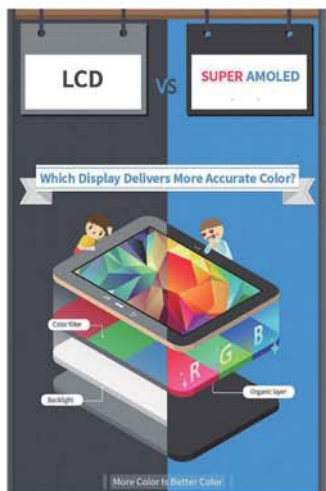 LCD
VS
SUPER AMOLED
Which Display Delivers More Accurate Color?
Color filter
R
G
B
Backlight
Organic layer
More Color Is Better Color